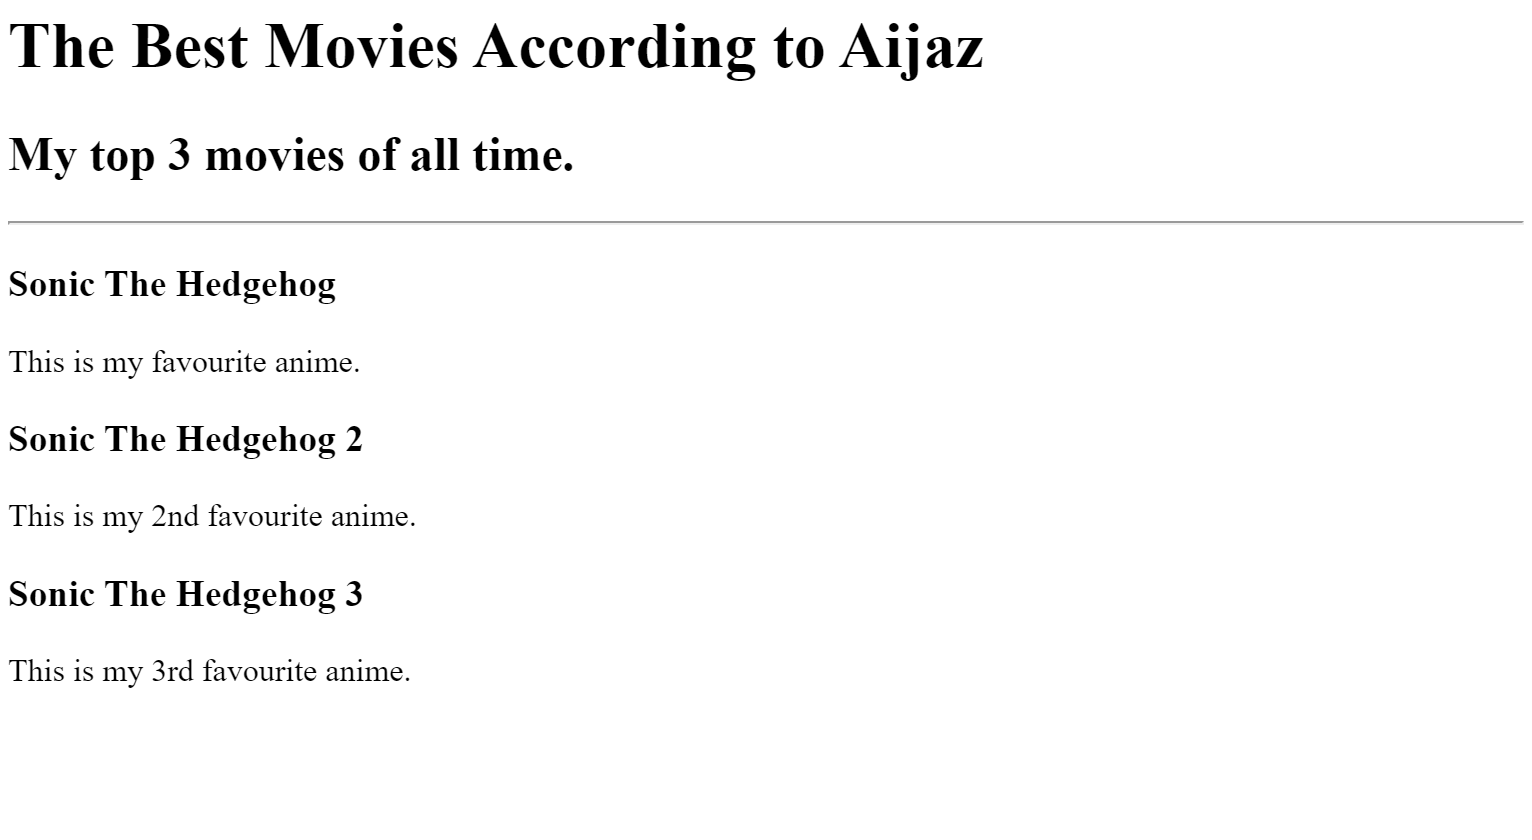 The Best Movies According to Aijaz
My top 3 movies of all time.
Sonic The Hedgehog
This is my favourite anime.
Sonic The Hedgehog 2
This is my 2nd favourite anime.
Sonic The Hedgehog 3
This is my 3rd favourite anime.